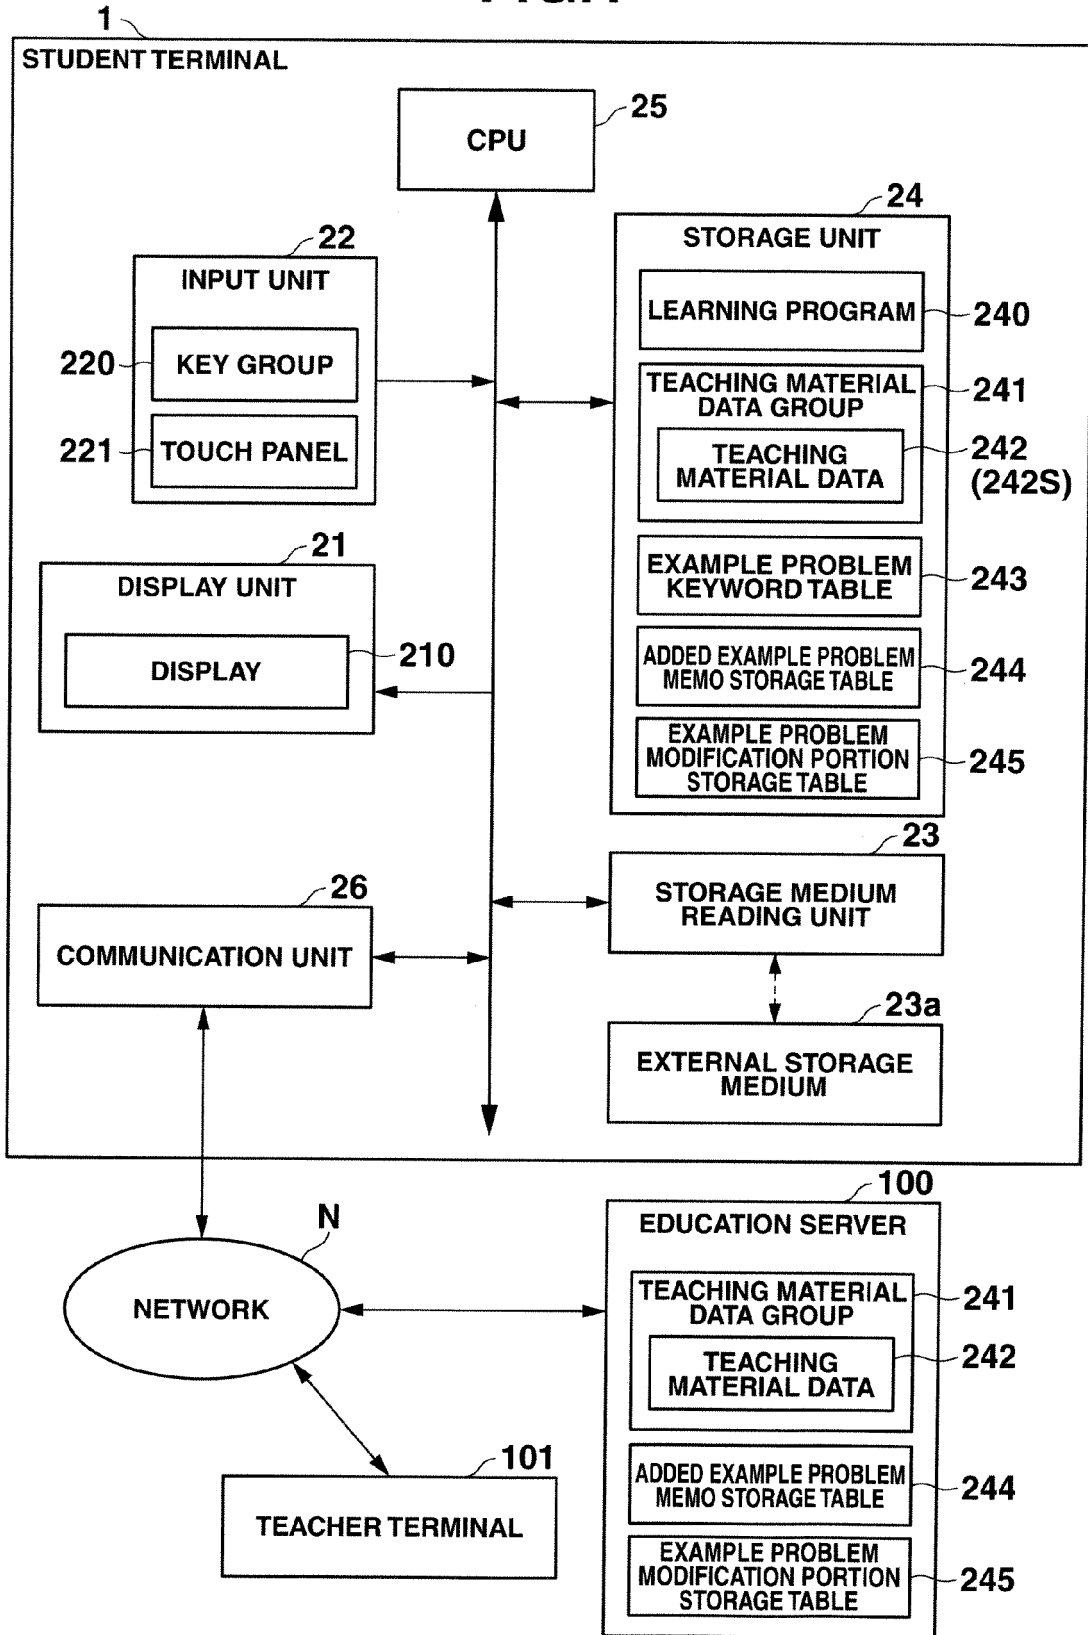 1
STUDENT TERMINAL
25
CPU
24
STORAGE UNIT
22
INPUT UNIT
LEARNING PROGRAM
240
220
KEY GROUP
TEACHING MATERIAL
DATA GROUP
241
221
TOUCH PANEL
TEACHING
MATERIAL DATA
242
(242S)
21
DISPLAY UNIT
EXAMPLE PROBLEM
KEYWORD TABLE
243
DISPLAY
210
ADDED EXAMPLE PROBLEM
MEMO STORAGE TABLE
244
EXAMPLE PROBLEM
MODIFICATION PORTION
STORAGE TABLE
245
23
STORAGE MEDIUM
READING UNIT
26
COMMUNICATION UNIT
23a
EXTERNAL STORAGE
MEDIUM
100
EDUCATION SERVER
N
NETWORK
TEACHING MATERIAL
DATA GROUP
241
TEACHING
MATERIAL DATA
242
101
TEACHER TERMINAL
ADDED EXAMPLE PROBLEM
MEMO STORAGE TABLE
244
EXAMPLE PROBLEM
MODIFICATION PORTION
STORAGE TABLE
245